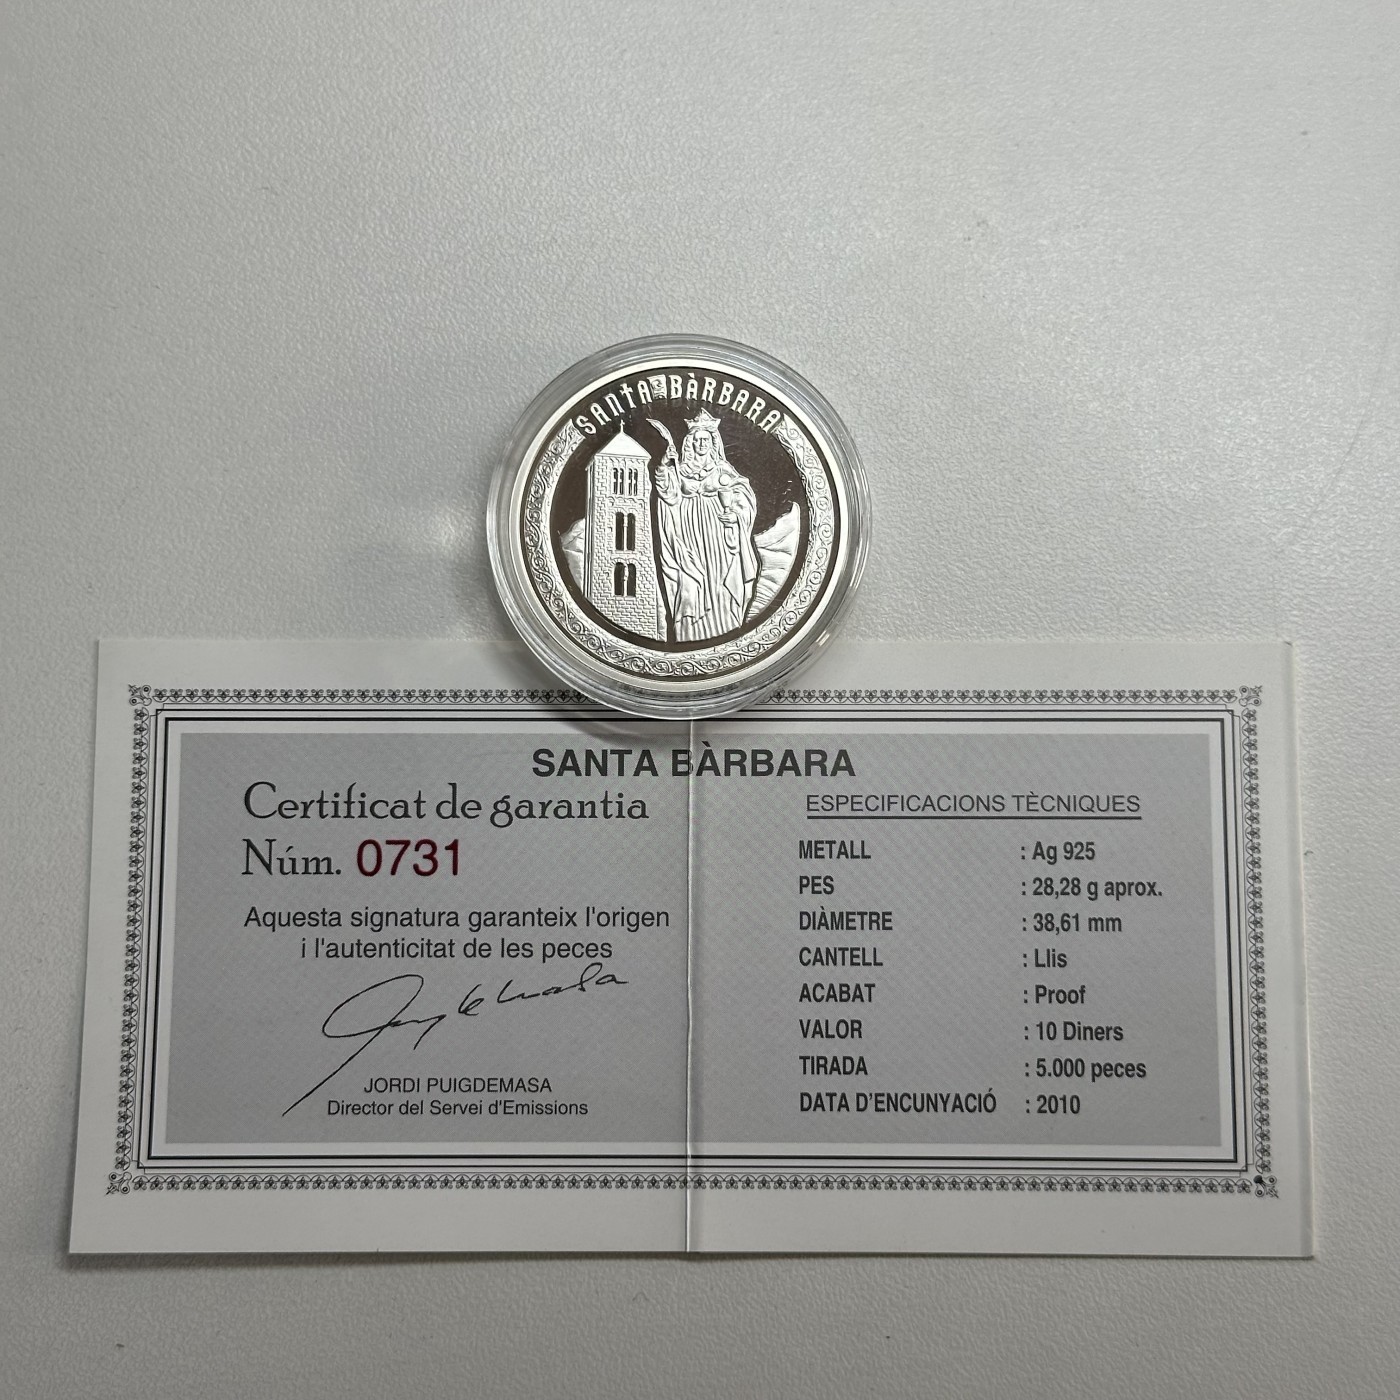 SANTA BÀRBARA
SANTA BÀRBARA
Certificat de garantia
Núm. 0731
Aquesta signatura garanteix l'origen
i l'autenticitat de les peces
JORDI PUIGDEMASA
Director del Servei d'Emissions
ESPECIFICACIONS TÈCNIQUES
METALL : Ag 925
PES : 28,28 g aprox.
DIÀMETRE : 38,61 mm
CANTELL : Llis
ACABAT : Proof
VALOR : 10 Diners
TIRADA : 5.000 peces
DATA D'ENCUNYACIÓ : 2010